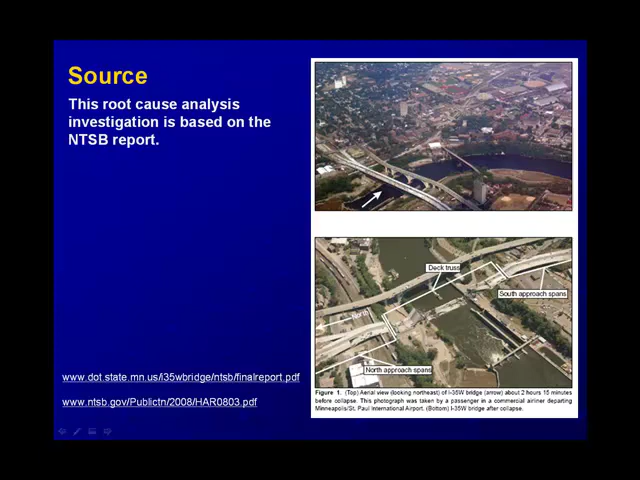 Source
This root cause analysis
investigation is based on the
NTSB report.
www.dot.state.mn.us/i35wbridge/ntsb/finalreport.pdf
www.ntsb.gov/Publictn/2008/HAR0803.pdf
Deck truss
South approach spans
North
North approach spans
Figure 1. (Top) Aerial view (looking northeast) of I-35W bridge (arrow) about 2 hours 15 minutes
before collapse. This photograph was taken by a passenger in a commercial airliner departing
Minneapolis/St. Paul International Airport. (Bottom) I-35W bridge after collapse.